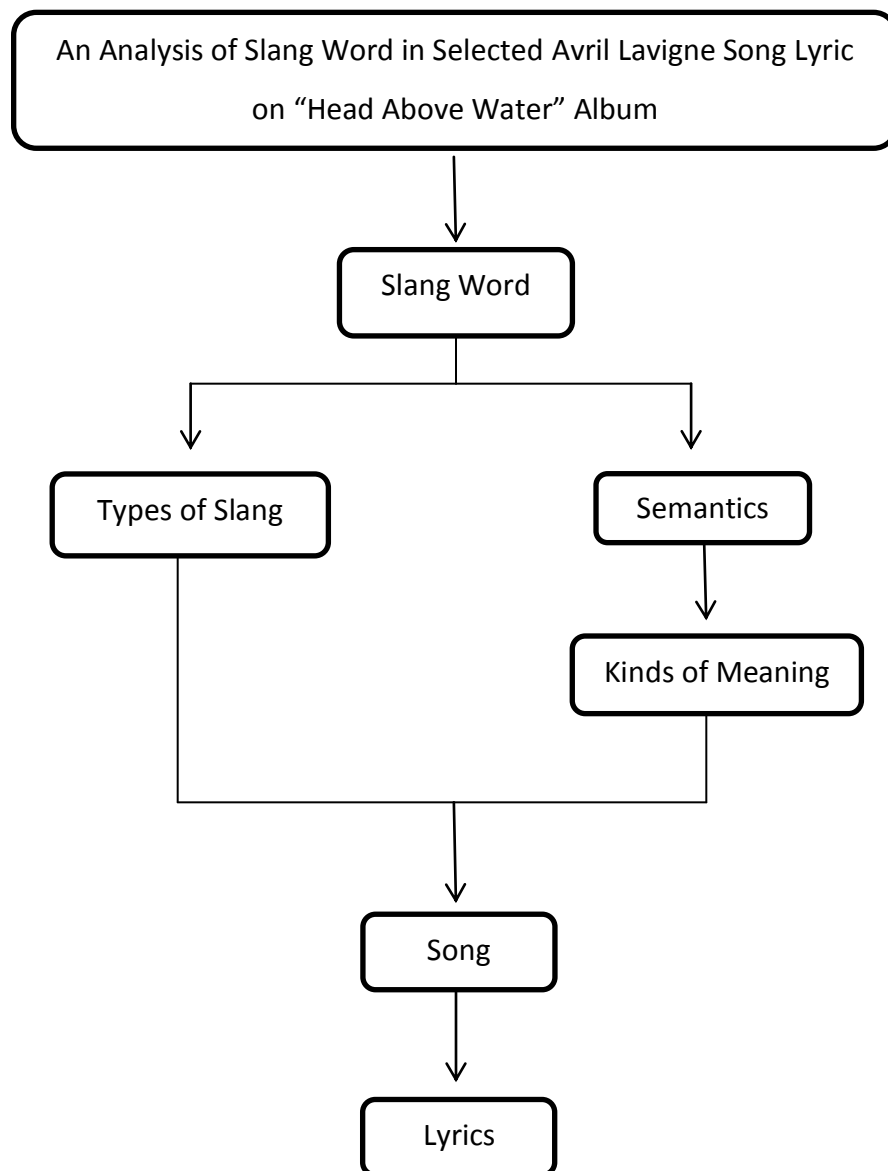 An Analysis of Slang Word in Selected Avril Lavigne Song Lyric
on “Head Above Water” Album
Slang Word
Types of Slang
Semantics
Kinds of Meaning
Song
Lyrics